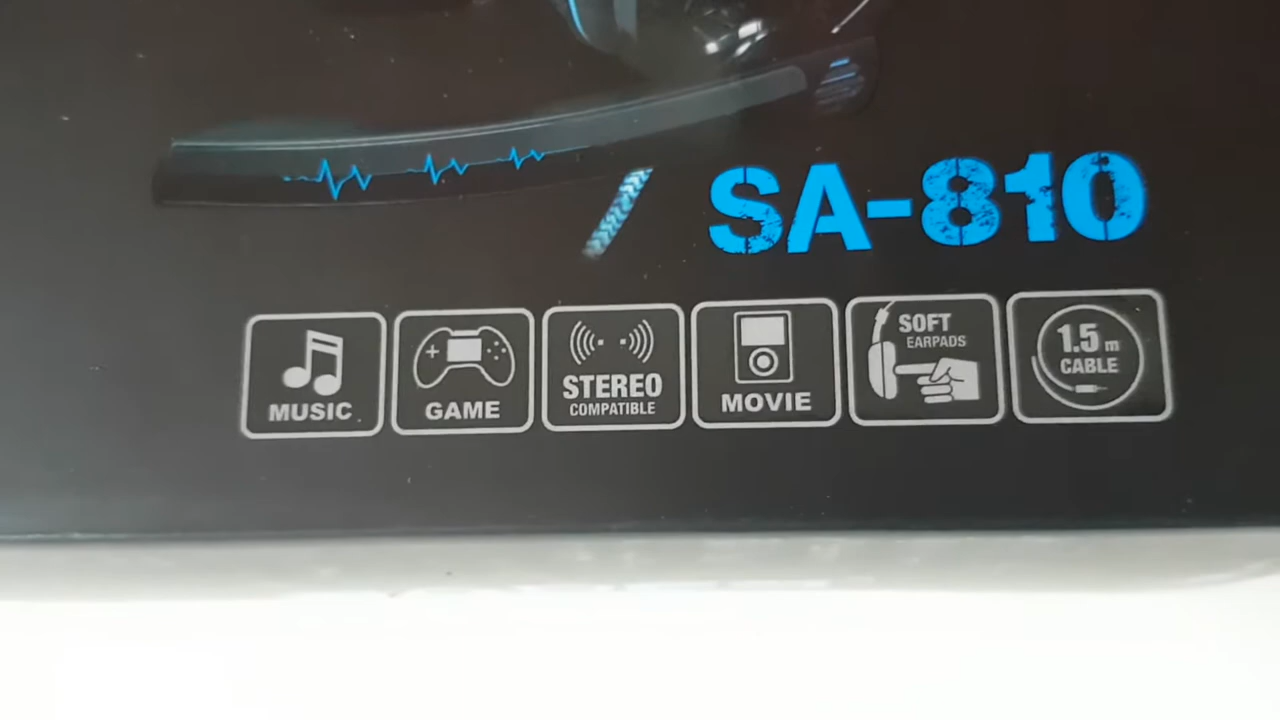 SA-810
MUSIC
GAME
STEREO
COMPATIBLE
MOVIE
SOFT
EARPADS
1.5 m
CABLE